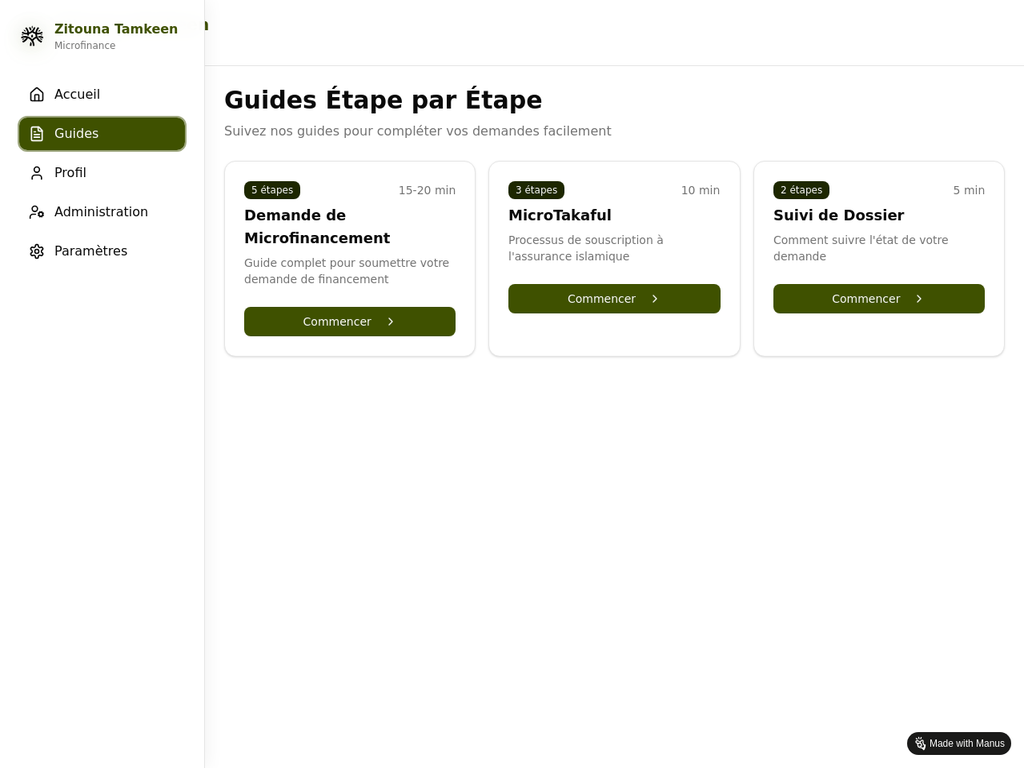 Zitouna Tamkeen
Microfinance
Accueil
Guides
Profil
Administration
Paramètres
Guides Étape par Étape
Suivez nos guides pour compléter vos demandes facilement
5 étapes
15-20 min
Demande de
Microfinancement
Guide complet pour soumettre votre
demande de financement
Commencer
3 étapes
10 min
MicroTakaful
Processus de souscription à
l'assurance islamique
Commencer
2 étapes
5 min
Suivi de Dossier
Comment suivre l'état de votre
demande
Commencer
Made with Manus